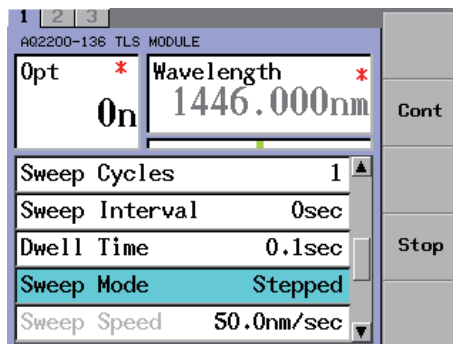 1 2 3
AQ2200-136 TLS MODULE
Opt *
On
Wavelength *
1446.000nm
Cont
Sweep Cycles 1
Sweep Interval 0sec
Dwell Time 0.1sec
Stop
Sweep Mode Stepped
Sweep Speed 50.0nm/sec